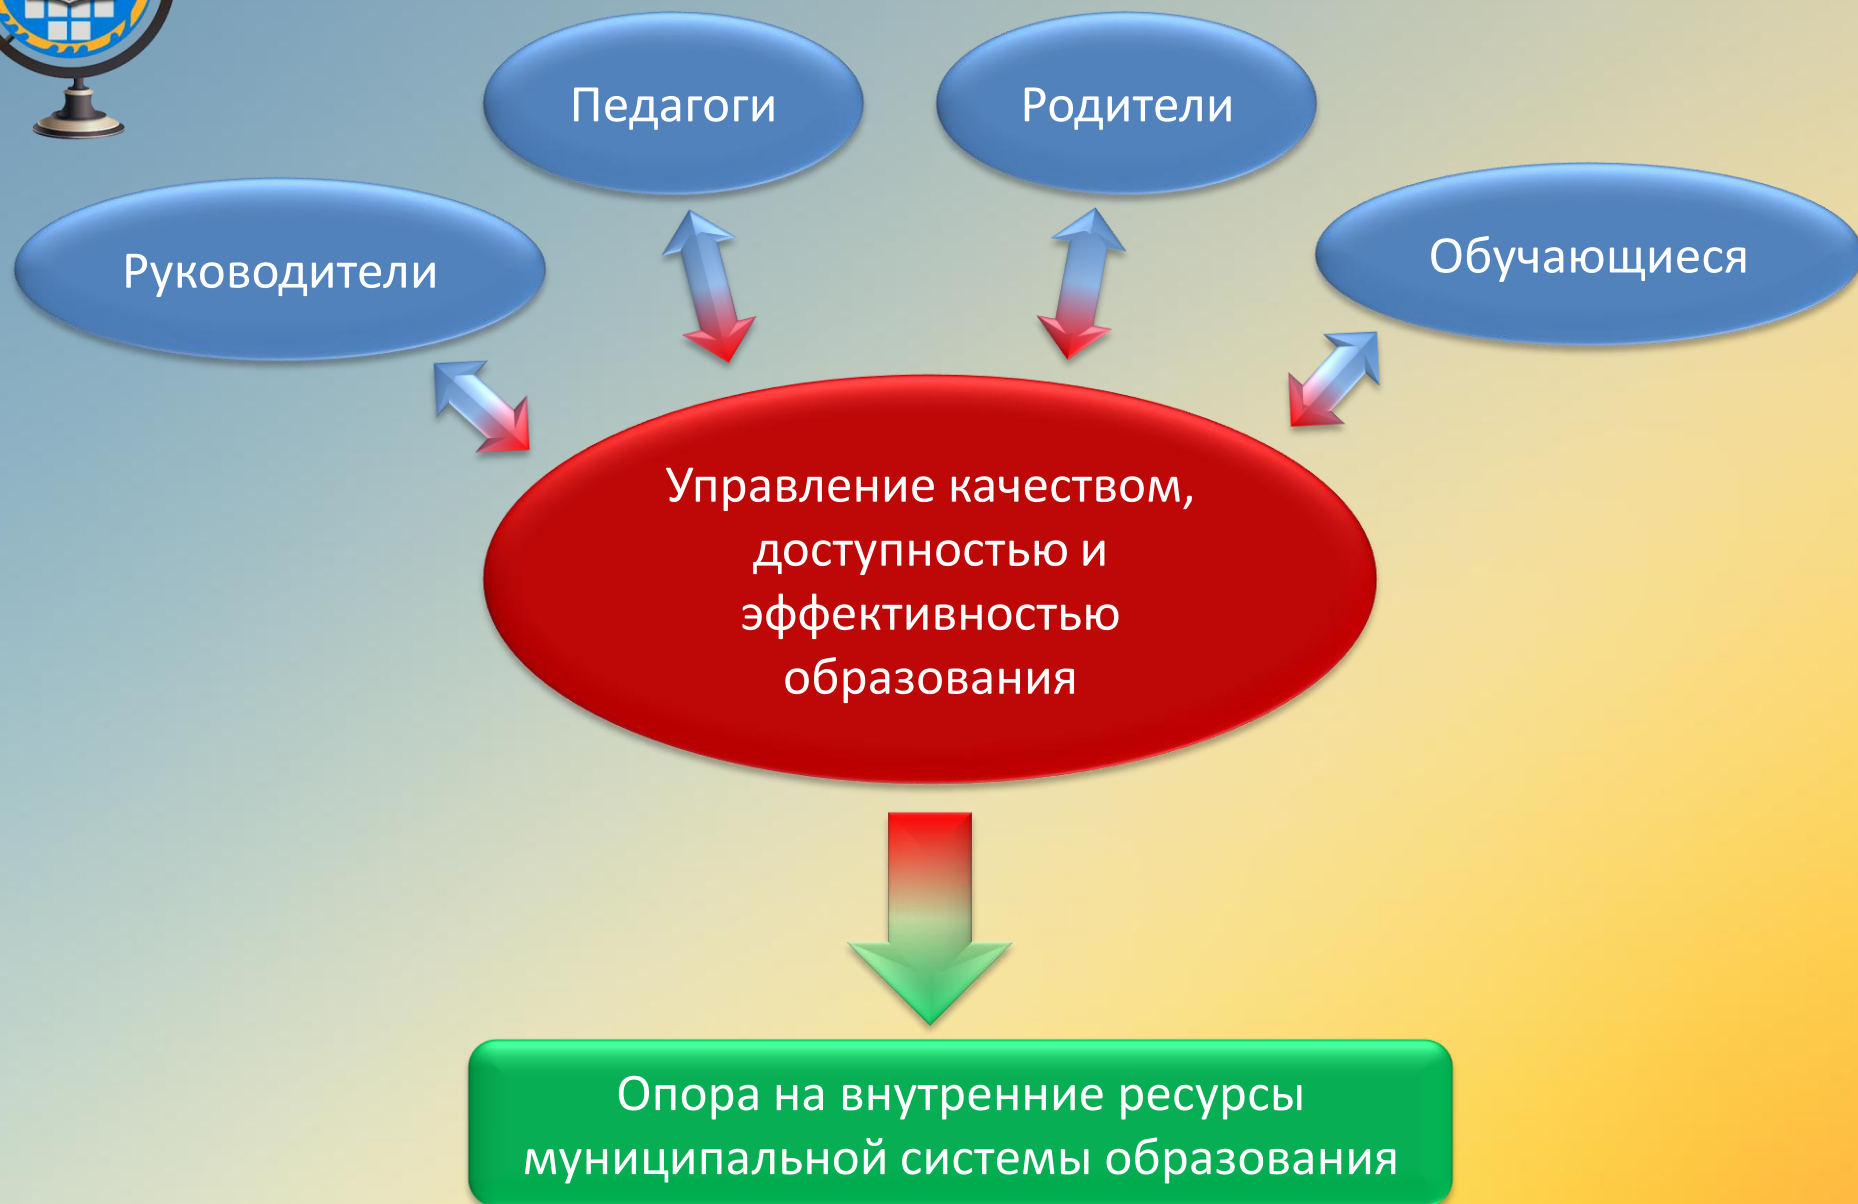 Педагоги
Родители
Руководители
Обучающиеся
Управление качеством,
доступностью и
эффективностью
образования
Опора на внутренние ресурсы
муниципальной системы образования